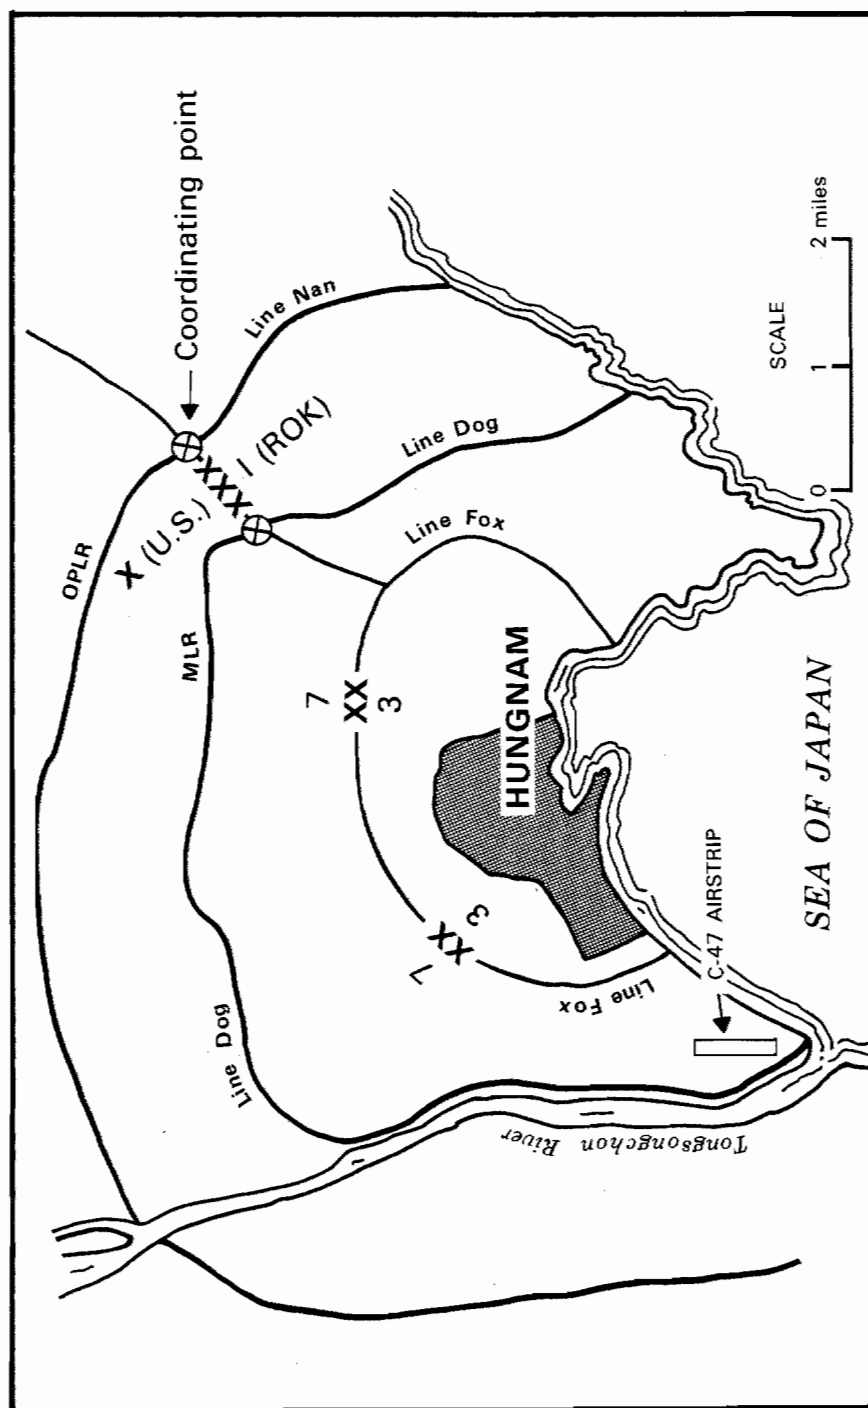 Coordinating point
OPLR
Line Nan
XXX
X (U.S.)
I (ROK)
MLR
Line Dog
Line Fox
7
XX
3
HUNGNAM
Line Dog
7
XX
3
Line Fox
C-47 AIRSTRIP
Tongsongchon River
SEA OF JAPAN
SCALE
0 1 2 miles